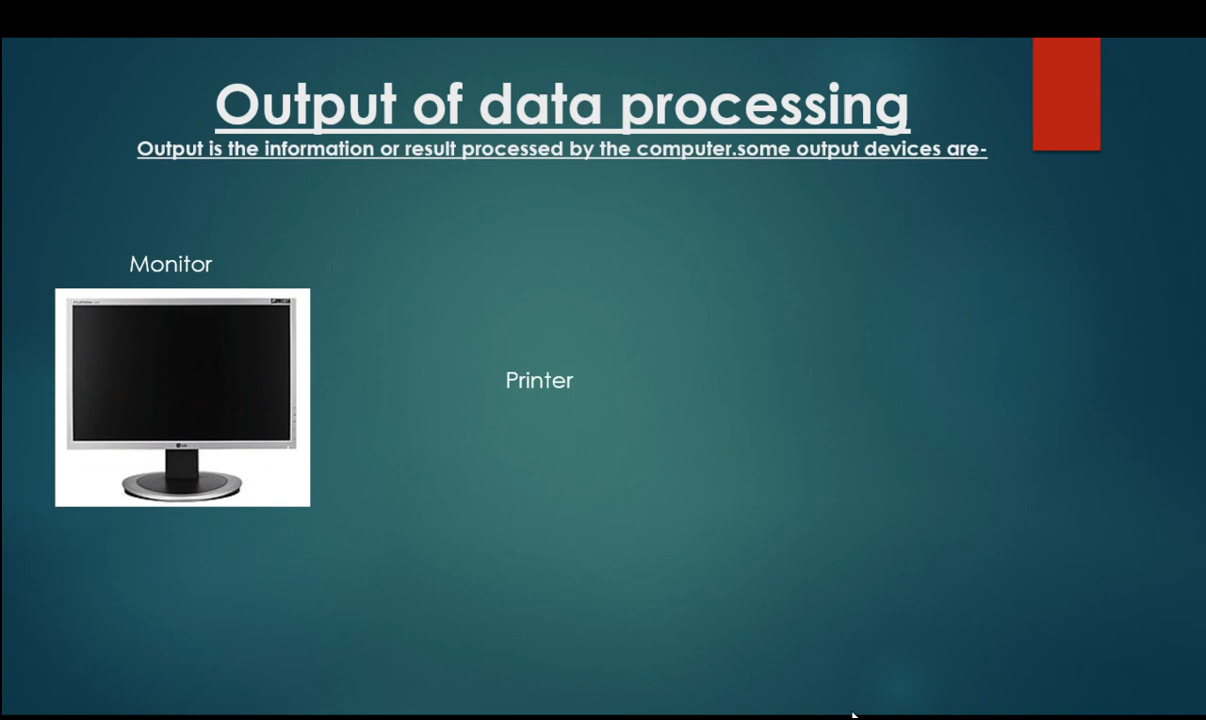 Output of data processing
Output is the information or result processed by the computer.some output devices are-
Monitor
Printer